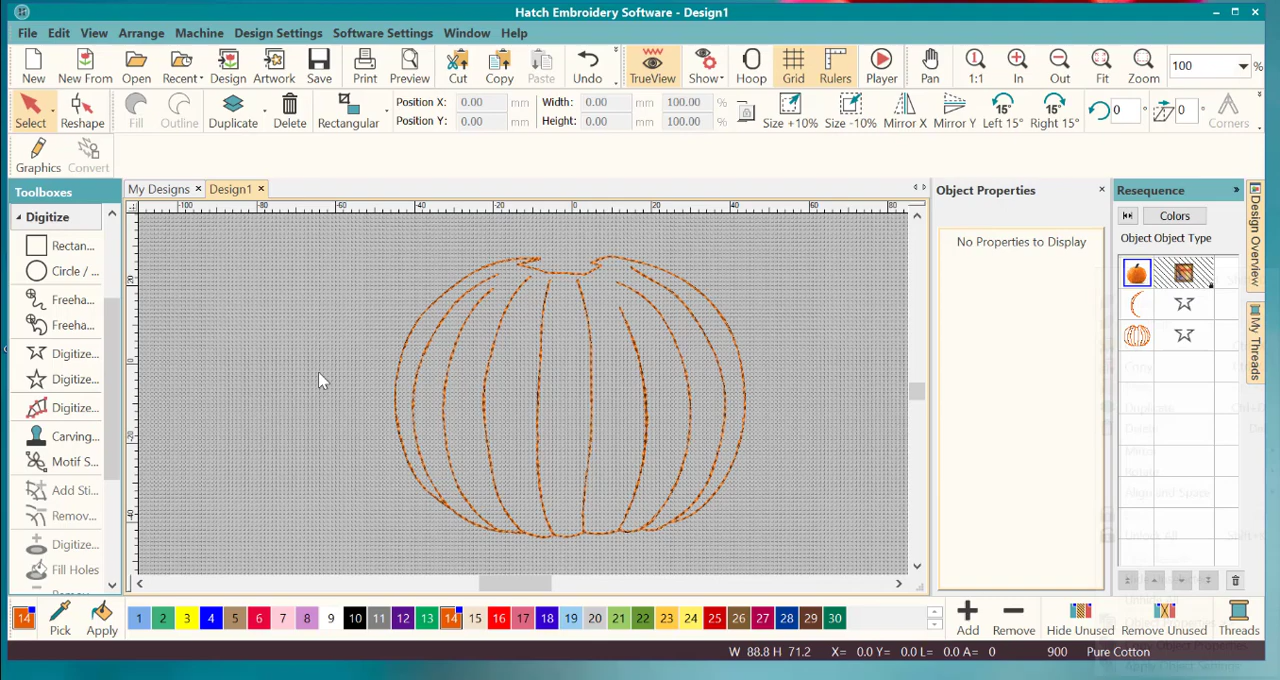 Hatch Embroidery Software - Design1
File Edit View Arrange Machine Design Settings Software Settings Window Help
New New From Open Recent Design Artwork Save Print Preview Cut Copy Paste Undo TrueView Show Hoop Grid Rulers Player Pan 1:1 In Out Fit Zoom 100 %
Select Reshape Fill Outline Duplicate Delete Rectangular Position X: 0.00 mm Width: 0.00 mm 100.00 % Size +10% Size -10% Mirror X Mirror Y 15° Left 15° 15° Right 15° 0 ° 0 ° Corners
Position Y: 0.00 mm Height: 0.00 mm 100.00 %
Graphics Convert
Toolboxes My Designs × Design1 × Object Properties × Resequence
Digitize
Rectan...
Circle / ...
Freeha...
Freeha...
Digitize...
Digitize...
Digitize...
Carving...
Motif S...
Add Sti...
Remov...
Digitize...
Fill Holes
-100 -80 -60 -40 -20 0 20 40 60 80
20
0
-20
-40
No Properties to Display
Colors
Object Object Type
Design Overview
My Threads
14 Pick Apply 1 2 3 4 5 6 7 8 9 10 11 12 13 14 15 16 17 18 19 20 21 22 23 24 25 26 27 28 29 30 Add Remove Hide Unused Remove Unused Threads
W 88.8 H 71.2 X= 0.0 Y= 0.0 L= 0.0 A= 0 900 Pure Cotton
Apply Object Settings